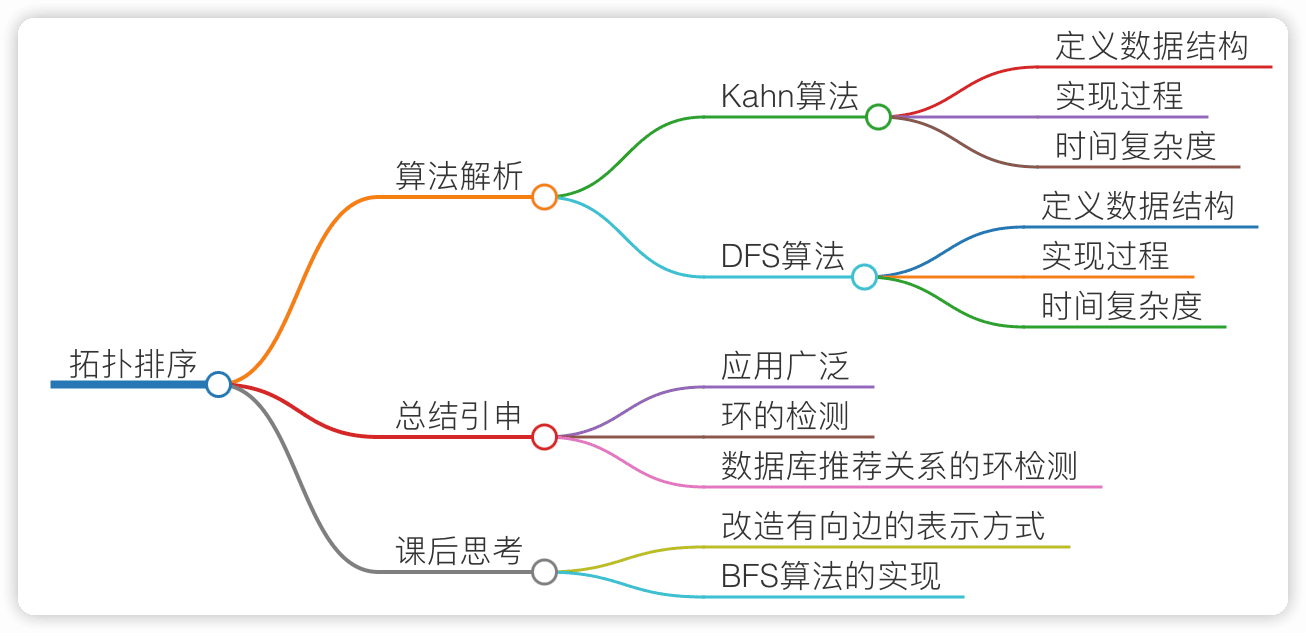 拓扑排序
算法解析
Kahn算法
定义数据结构
实现过程
时间复杂度
DFS算法
定义数据结构
实现过程
时间复杂度
总结引申
应用广泛
环的检测
数据库推荐关系的环检测
课后思考
改造有向边的表示方式
BFS算法的实现